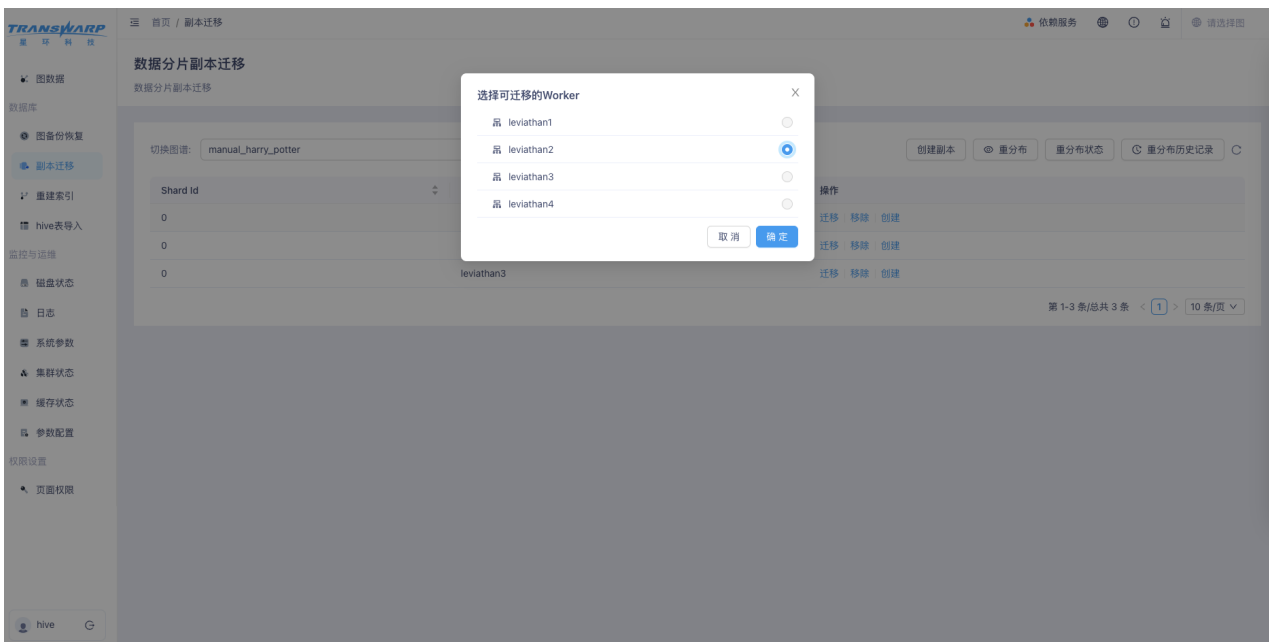 TRANSWARP
星 环 科 技
首页 / 副本迁移
依赖服务
请选择图
图数据
数据库
图备份恢复
副本迁移
重建索引
hive表导入
监控与运维
磁盘状态
日志
系统参数
集群状态
缓存状态
参数配置
权限设置
页面权限
hive
数据分片副本迁移
数据分片副本迁移
切换图谱: manual_harry_potter
创建副本 重分布 重分布状态 重分布历史记录
Shard Id 操作
0 迁移 移除 创建
0 迁移 移除 创建
0 leviathan3 迁移 移除 创建
第 1-3 条/总共 3 条 < 1 > 10 条/页
选择可迁移的Worker
leviathan1
leviathan2
leviathan3
leviathan4
取 消 确 定